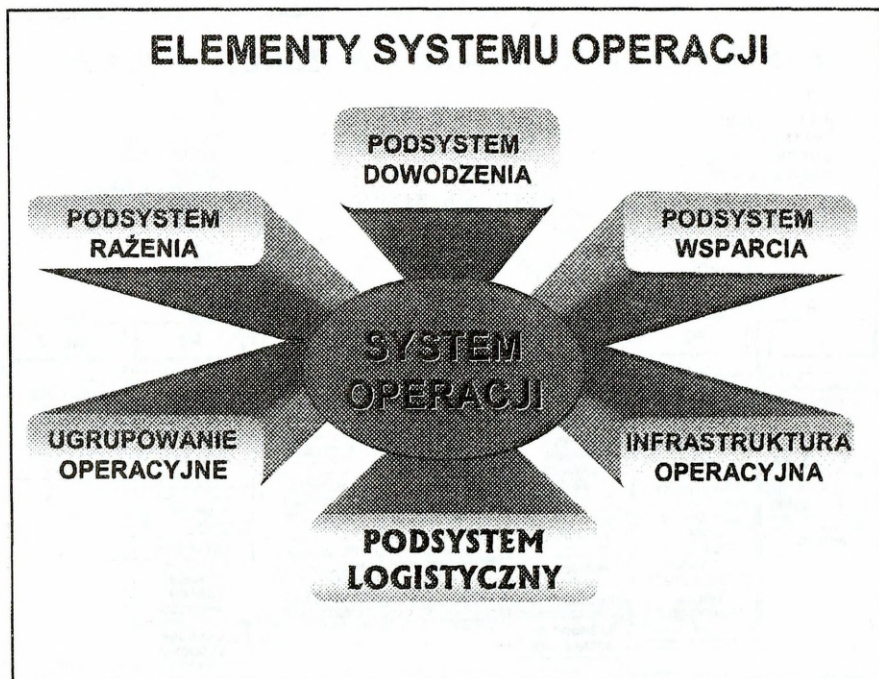 ELEMENTY SYSTEMU OPERACJI
PODSYSTEM
DOWODZENIA
PODSYSTEM
RAŻENIA
PODSYSTEM
WSPARCIA
SYSTEM
OPERACJI
UGRUPOWANIE
OPERACYJNE
INFRASTRUKTURA
OPERACYJNA
PODSYSTEM
LOGISTYCZNY